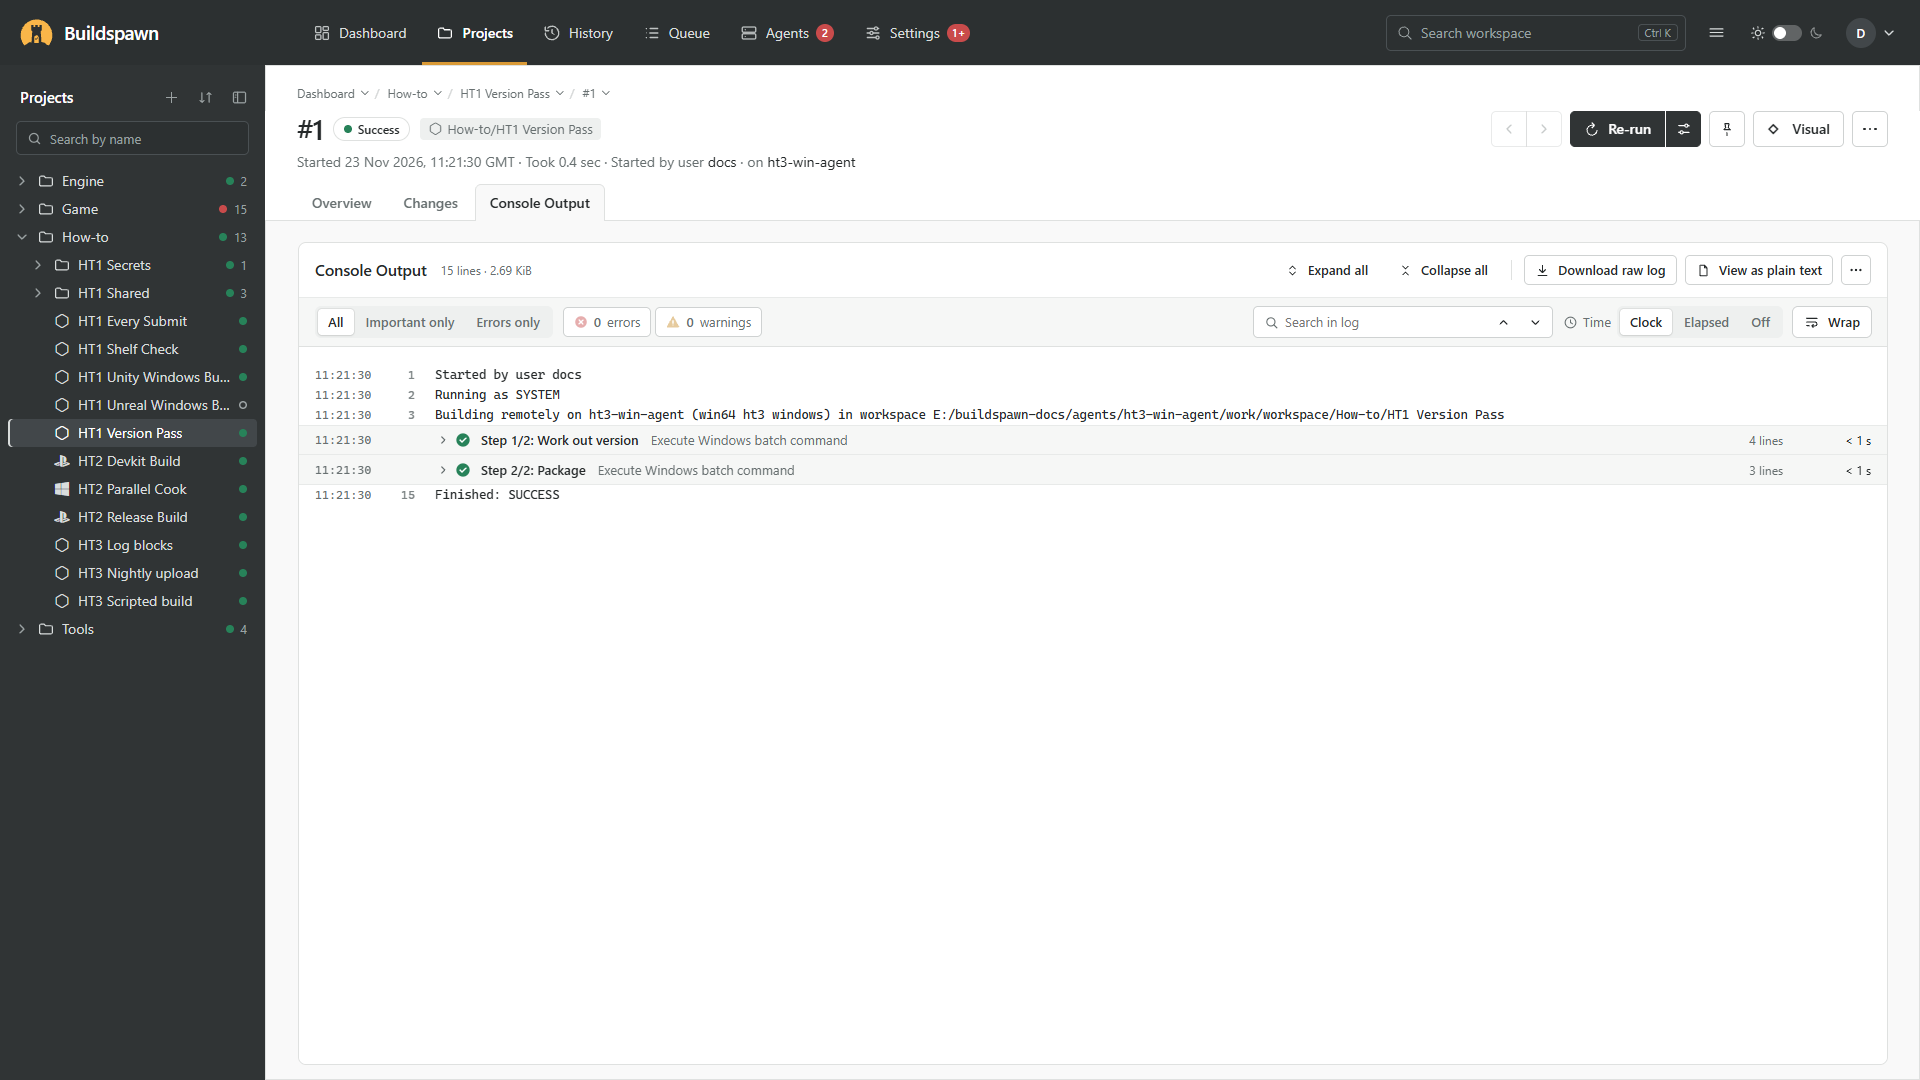 Buildspawn
Dashboard
Projects
History
Queue
Agents 2
Settings 1+
Search workspace Ctrl K
D
Projects
Search by name
Engine 2
Game 15
How-to 13
HT1 Secrets 1
HT1 Shared 3
HT1 Every Submit
HT1 Shelf Check
HT1 Unity Windows Bu...
HT1 Unreal Windows B...
HT1 Version Pass
HT2 Devkit Build
HT2 Parallel Cook
HT2 Release Build
HT3 Log blocks
HT3 Nightly upload
HT3 Scripted build
Tools 4
Dashboard / How-to / HT1 Version Pass / #1
#1 Success How-to/HT1 Version Pass
Re-run
Visual
Started 23 Nov 2026, 11:21:30 GMT · Took 0.4 sec · Started by user docs · on ht3-win-agent
Overview
Changes
Console Output
Console Output 15 lines · 2.69 KiB
Expand all
Collapse all
Download raw log
View as plain text
All
Important only
Errors only
0 errors
0 warnings
Search in log
Time
Clock
Elapsed
Off
Wrap
11:21:30 1 Started by user docs
11:21:30 2 Running as SYSTEM
11:21:30 3 Building remotely on ht3-win-agent (win64 ht3 windows) in workspace E:/buildspawn-docs/agents/ht3-win-agent/work/workspace/How-to/HT1 Version Pass
11:21:30 Step 1/2: Work out version Execute Windows batch command 4 lines < 1 s
11:21:30 Step 2/2: Package Execute Windows batch command 3 lines < 1 s
11:21:30 15 Finished: SUCCESS